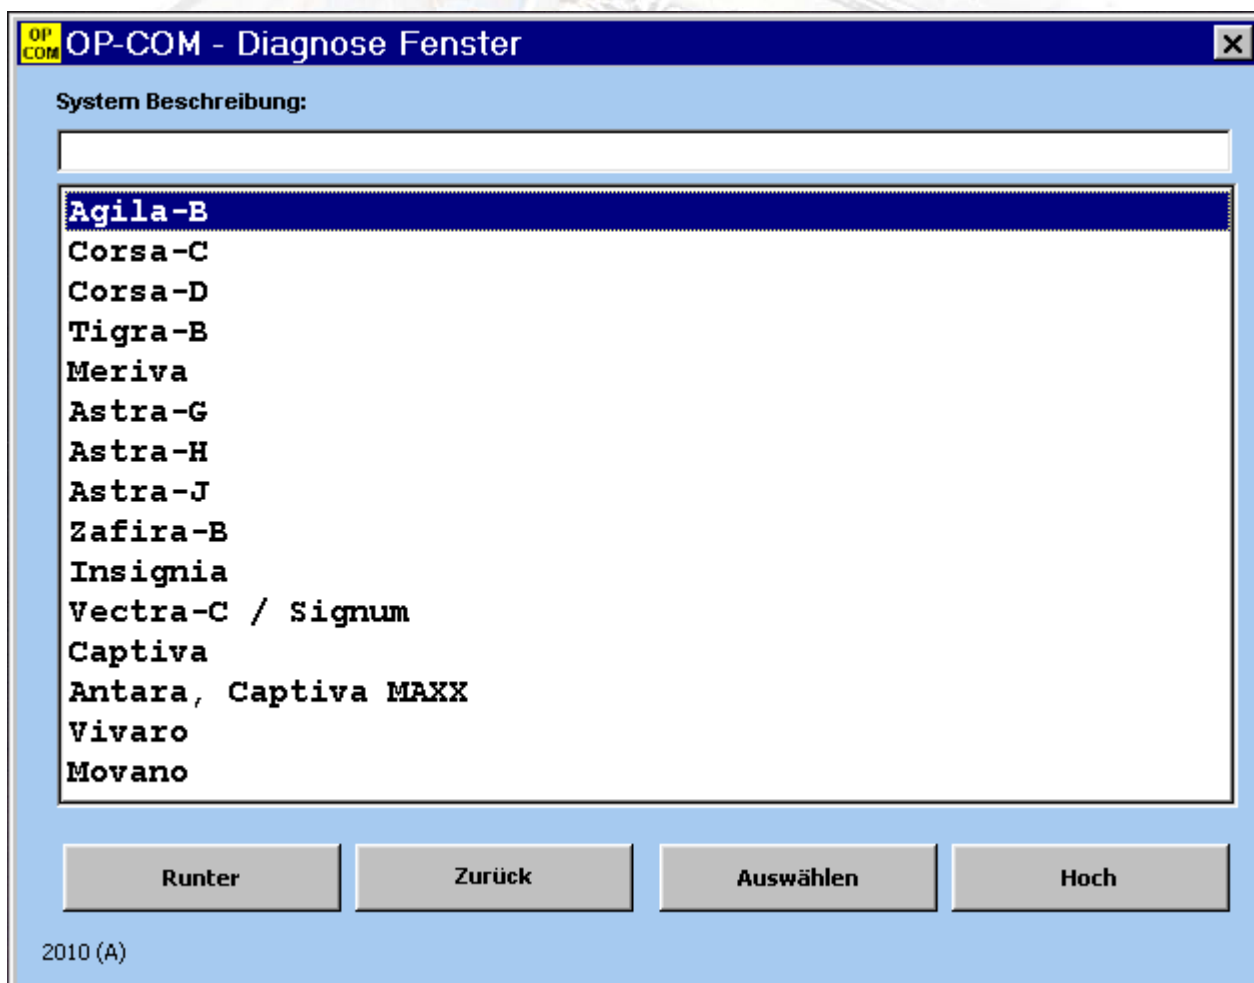 OP COM OP-COM - Diagnose Fenster
System Beschreibung:
Agila-B
Corsa-C
Corsa-D
Tigra-B
Meriva
Astra-G
Astra-H
Astra-J
Zafira-B
Insignia
Vectra-C / Signum
Captiva
Antara, Captiva MAXX
Vivaro
Movano
Runter Zurück Auswählen Hoch
2010 (A)